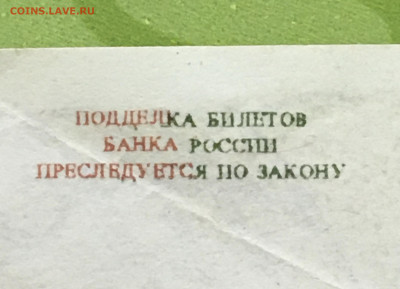 COINS.LAVE.RU
ПОДДЕЛКА БИЛЕТОВ
БАНКА РОССИИ
ПРЕСЛЕДУЕТСЯ ПО ЗАКОНУ